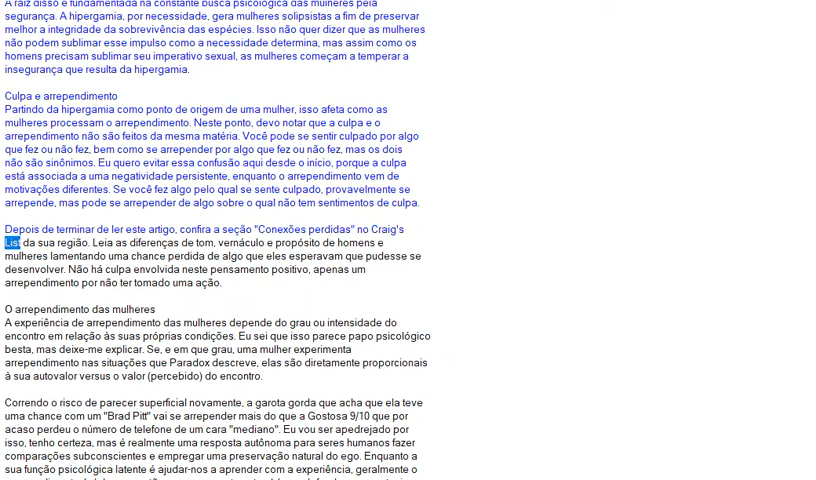 A raiz disso é fundamentada na constante busca psicológica das mulheres pela
segurança. A hipergamia, por necessidade, gera mulheres solipsistas a fim de preservar
melhor a integridade da sobrevivência das espécies. Isso não quer dizer que as mulheres
não podem sublimar esse impulso como a necessidade determina, mas assim como os
homens precisam sublimar seu imperativo sexual, as mulheres começam a temperar a
insegurança que resulta da hipergamia.
Culpa e arrependimento
Partindo da hipergamia como ponto de origem de uma mulher, isso afeta como as
mulheres processam o arrependimento. Neste ponto, devo notar que a culpa e o
arrependimento não são feitos da mesma matéria. Você pode se sentir culpado por algo
que fez ou não fez, bem como se arrepender por algo que fez ou não fez, mas os dois
não são sinônimos. Eu quero evitar essa confusão aqui desde o início, porque a culpa
está associada a uma negatividade persistente, enquanto o arrependimento vem de
motivações diferentes. Se você fez algo pelo qual se sente culpado, provavelmente se
arrepende, mas pode se arrepender de algo sobre o qual não tem sentimentos de culpa.
Depois de terminar de ler este artigo, confira a seção "Conexões perdidas" no Craig's
List da sua região. Leia as diferenças de tom, vernáculo e propósito de homens e
mulheres lamentando uma chance perdida de algo que eles esperavam que pudesse se
desenvolver. Não há culpa envolvida neste pensamento positivo, apenas um
arrependimento por não ter tomado uma ação.
O arrependimento das mulheres
A experiência de arrependimento das mulheres depende do grau ou intensidade do
encontro em relação às suas próprias condições. Eu sei que isso parece papo psicológico
besta, mas deixe-me explicar. Se, e em que grau, uma mulher experimenta
arrependimento nas situações que Paradox descreve, elas são diretamente proporcionais
à sua autovalor versus o valor (percebido) do encontro.
Correndo o risco de parecer superficial novamente, a garota gorda que acha que ela teve
uma chance com um "Brad Pitt" vai se arrepender mais do que a Gostosa 9/10 que por
acaso perdeu o número de telefone de um cara "mediano". Eu vou ser apedrejado por
isso, tenho certeza, mas é realmente uma resposta autônoma para seres humanos fazer
comparações subconscientes e empregar uma preservação natural do ego. Enquanto a
sua função psicológica latente é ajudar-nos a aprender com a experiência, geralmente o